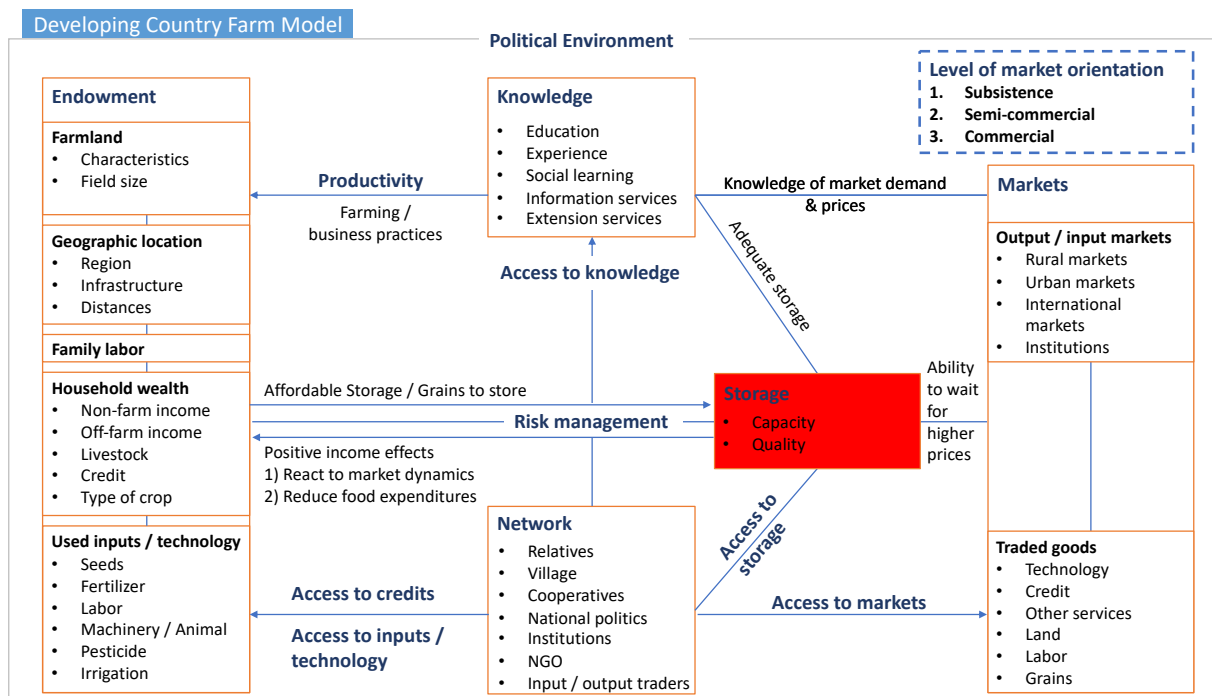 Developing Country Farm Model
Political Environment
Level of market orientation
1. Subsistence
2. Semi-commercial
3. Commercial
Endowment
Farmland
• Characteristics
• Field size
Geographic location
• Region
• Infrastructure
• Distances
Family labor
Household wealth
• Non-farm income
• Off-farm income
• Livestock
• Credit
• Type of crop
Used inputs / technology
• Seeds
• Fertilizer
• Labor
• Machinery / Animal
• Pesticide
• Irrigation
Productivity
Farming /
business practices
Knowledge
• Education
• Experience
• Social learning
• Information services
• Extension services
Access to knowledge
Knowledge of market demand
& prices
Adequate storage
Affordable Storage / Grains to store
Risk management
Positive income effects
1) React to market dynamics
2) Reduce food expenditures
Storage
• Capacity
• Quality
Ability
to wait
for
higher
prices
Network
• Relatives
• Village
• Cooperatives
• National politics
• Institutions
• NGO
• Input / output traders
Access to credits
Access to inputs /
technology
Access to
storage
Access to markets
Markets
Output / input markets
• Rural markets
• Urban markets
• International
markets
• Institutions
Traded goods
• Technology
• Credit
• Other services
• Land
• Labor
• Grains